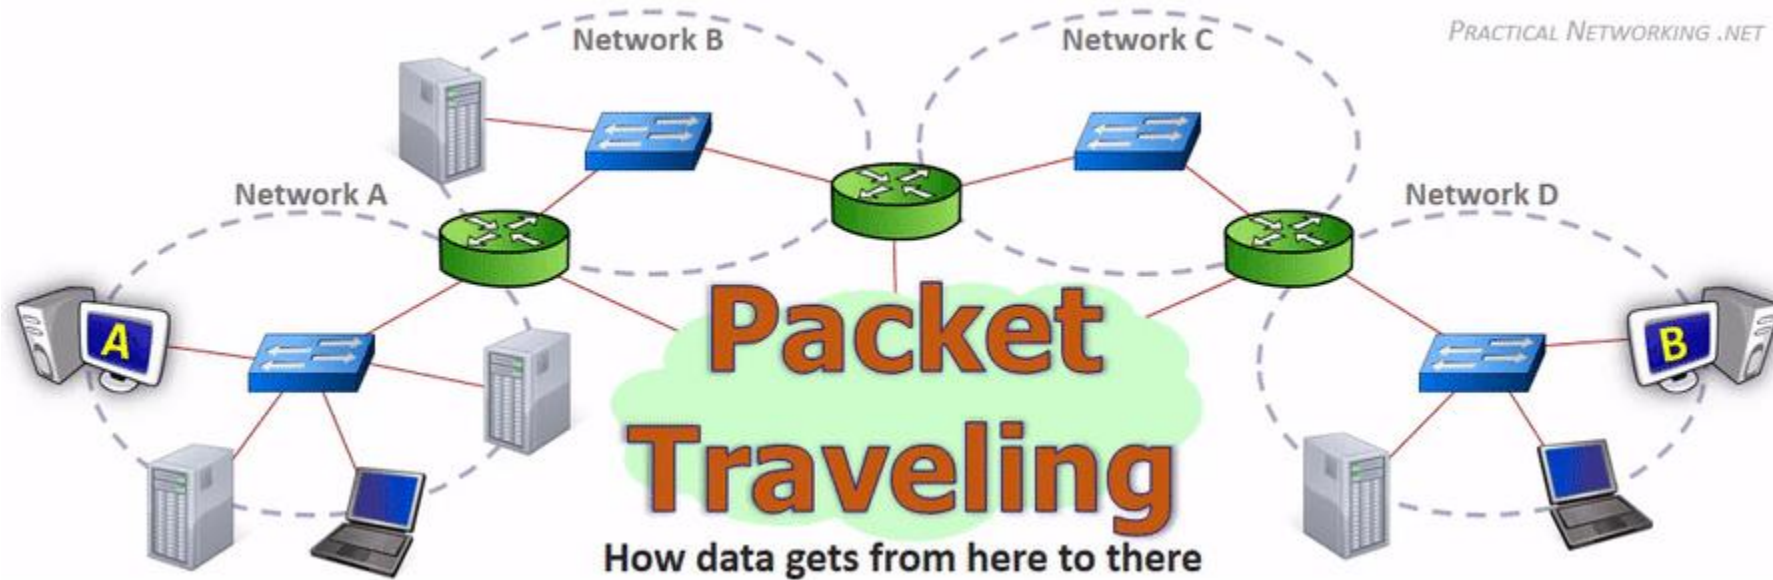 PRACTICAL NETWORKING .NET
Network B
Network C
Network A
Network D
A
B
Packet
Traveling
How data gets from here to there